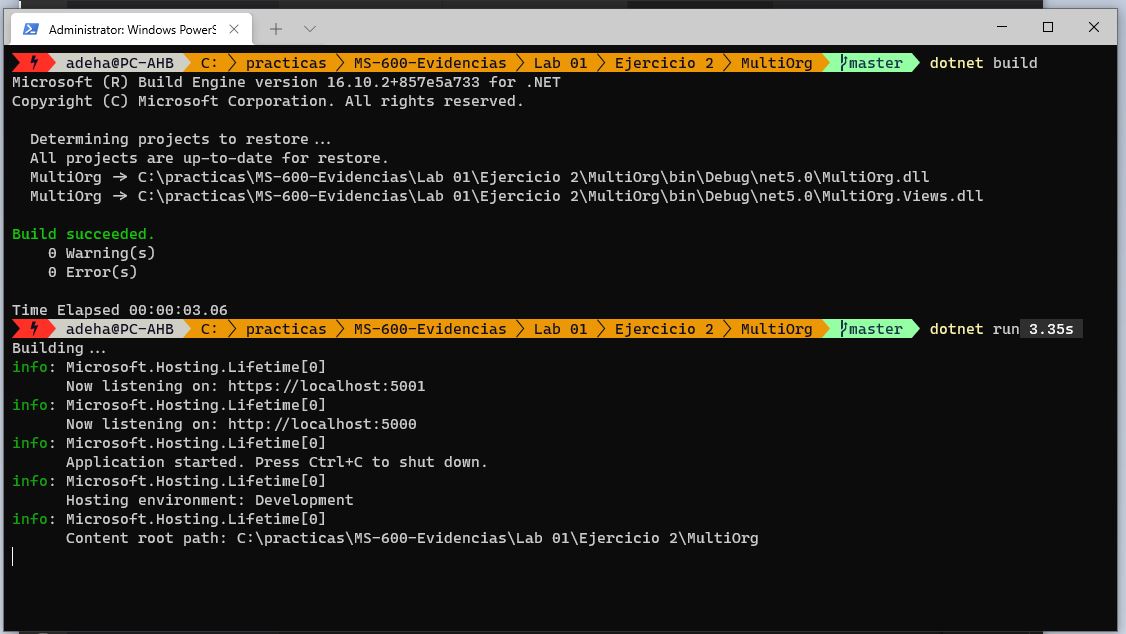 Administrator: Windows PowerS
adeha@PC-AHB C: practicas MS-600-Evidencias Lab 01 Ejercicio 2 MultiOrg master dotnet build
Microsoft (R) Build Engine version 16.10.2+857e5a733 for .NET
Copyright (C) Microsoft Corporation. All rights reserved.
Determining projects to restore...
All projects are up-to-date for restore.
MultiOrg -> C:\practicas\MS-600-Evidencias\Lab 01\Ejercicio 2\MultiOrg\bin\Debug\net5.0\MultiOrg.dll
MultiOrg -> C:\practicas\MS-600-Evidencias\Lab 01\Ejercicio 2\MultiOrg\bin\Debug\net5.0\MultiOrg.Views.dll
Build succeeded.
0 Warning(s)
0 Error(s)
Time Elapsed 00:00:03.06
adeha@PC-AHB C: practicas MS-600-Evidencias Lab 01 Ejercicio 2 MultiOrg master dotnet run 3.35s
Building...
info: Microsoft.Hosting.Lifetime[0]
Now listening on: https://localhost:5001
info: Microsoft.Hosting.Lifetime[0]
Now listening on: http://localhost:5000
info: Microsoft.Hosting.Lifetime[0]
Application started. Press Ctrl+C to shut down.
info: Microsoft.Hosting.Lifetime[0]
Hosting environment: Development
info: Microsoft.Hosting.Lifetime[0]
Content root path: C:\practicas\MS-600-Evidencias\Lab 01\Ejercicio 2\MultiOrg